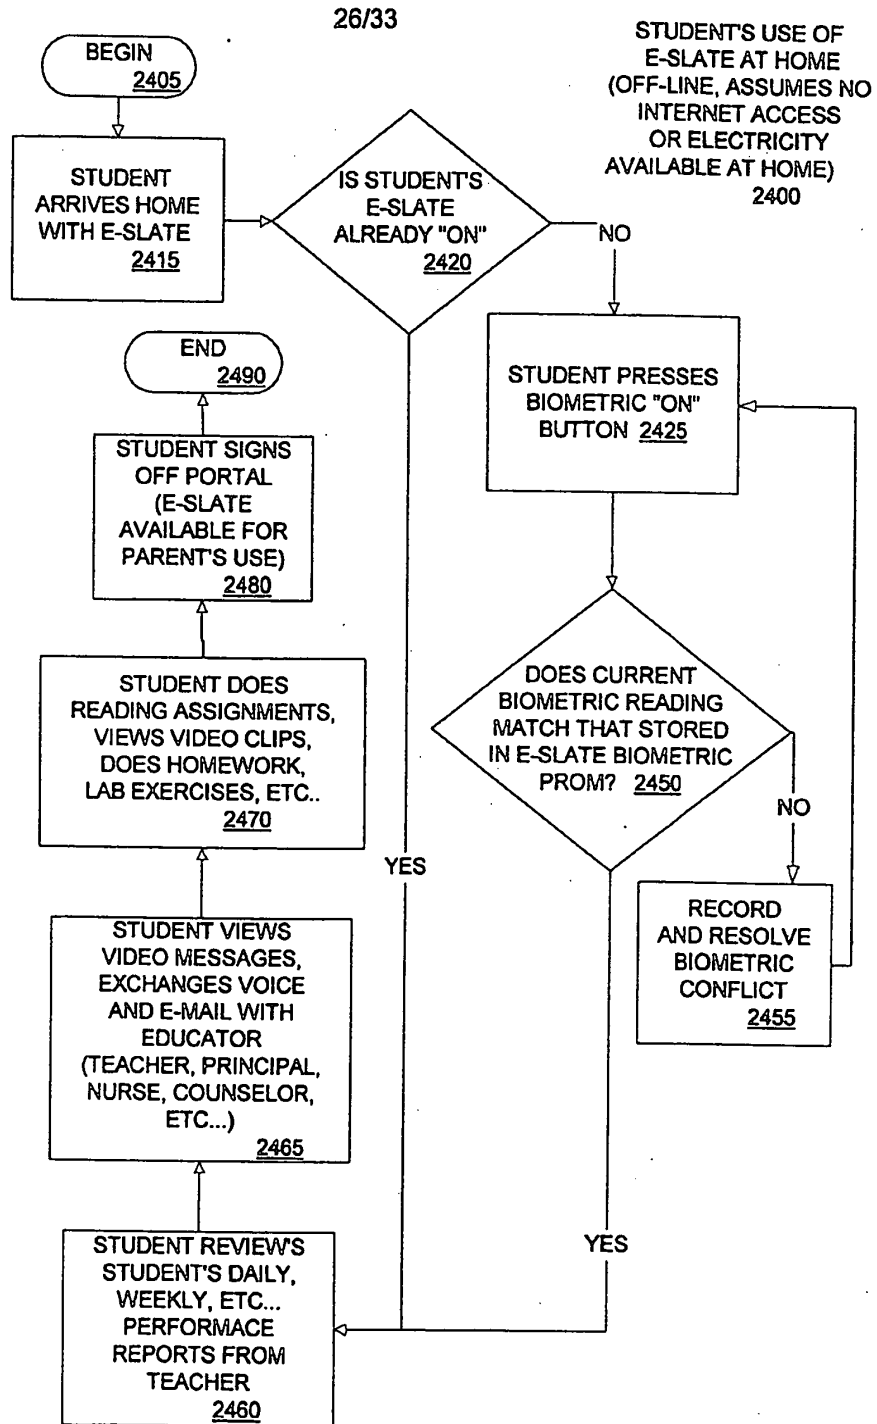 26/33
STUDENT'S USE OF
E-SLATE AT HOME
(OFF-LINE, ASSUMES NO
INTERNET ACCESS
OR ELECTRICITY
AVAILABLE AT HOME)
2400
BEGIN
2405
STUDENT
ARRIVES HOME
WITH E-SLATE
2415
IS STUDENT'S
E-SLATE
ALREADY "ON"
2420
NO
STUDENT PRESSES
BIOMETRIC "ON"
BUTTON 2425
DOES CURRENT
BIOMETRIC READING
MATCH THAT STORED
IN E-SLATE BIOMETRIC
PROM? 2450
NO
RECORD
AND RESOLVE
BIOMETRIC
CONFLICT
2455
YES
YES
STUDENT REVIEW'S
STUDENT'S DAILY,
WEEKLY, ETC...
PERFORMACE
REPORTS FROM
TEACHER
2460
STUDENT VIEWS
VIDEO MESSAGES,
EXCHANGES VOICE
AND E-MAIL WITH
EDUCATOR
(TEACHER, PRINCIPAL,
NURSE, COUNSELOR,
ETC...)
2465
STUDENT DOES
READING ASSIGNMENTS,
VIEWS VIDEO CLIPS,
DOES HOMEWORK,
LAB EXERCISES, ETC..
2470
STUDENT SIGNS
OFF PORTAL
(E-SLATE
AVAILABLE FOR
PARENT'S USE)
2480
END
2490